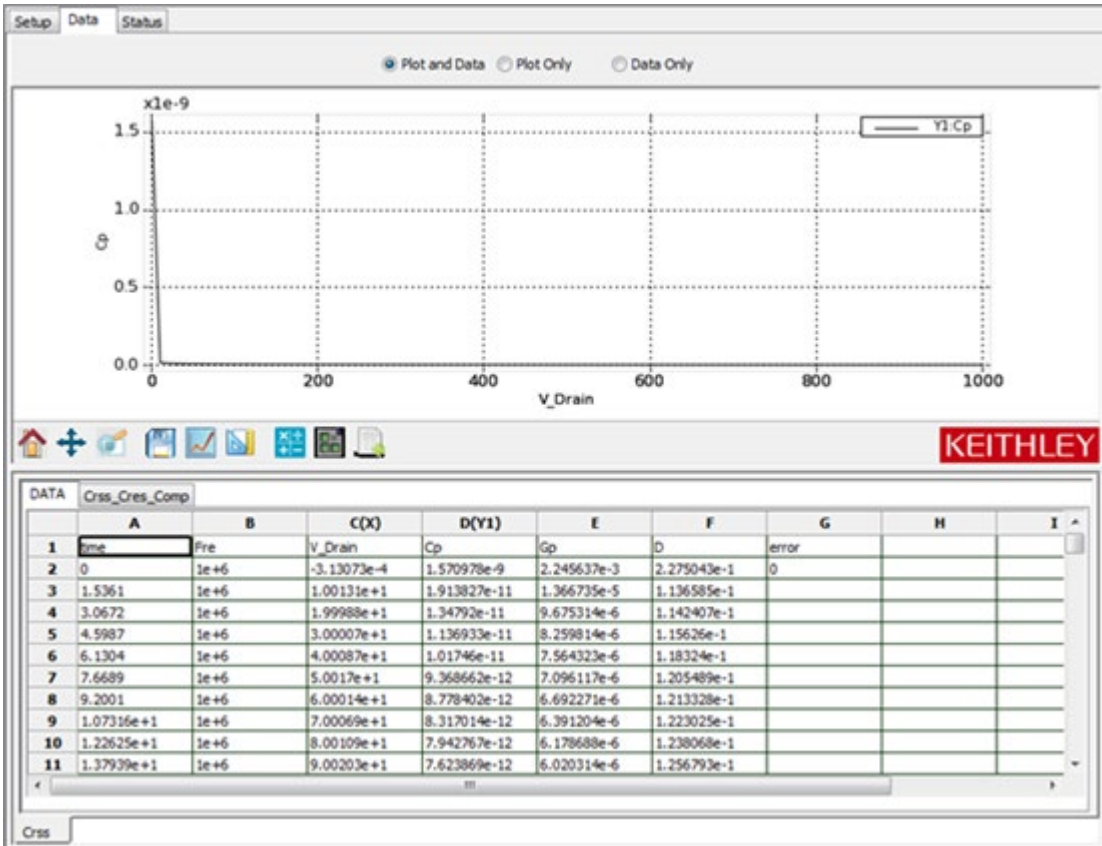 Setup Data Status
Plot and Data Plot Only Data Only
x1e-9
1.5
Y1:Cp
1.0
Cp
0.5
0.0
0 200 400 600 800 1000
V_Drain
KEITHLEY
DATA Crss_Cres_Comp
A B C(X) D(Y1) E F G H I
1 time Fre V_Drain Cp Gp D error
2 0 1e+6 -3.13073e-4 1.570978e-9 2.245637e-3 2.275043e-1 0
3 1.5361 1e+6 1.00131e+1 1.913827e-11 1.366735e-5 1.136585e-1
4 3.0672 1e+6 1.99988e+1 1.34792e-11 9.675314e-6 1.142407e-1
5 4.5987 1e+6 3.00007e+1 1.136933e-11 8.259814e-6 1.15626e-1
6 6.1304 1e+6 4.00087e+1 1.01746e-11 7.564323e-6 1.18324e-1
7 7.6689 1e+6 5.0017e+1 9.368662e-12 7.096117e-6 1.205489e-1
8 9.2001 1e+6 6.00014e+1 8.778402e-12 6.692271e-6 1.213328e-1
9 1.07316e+1 1e+6 7.00069e+1 8.317014e-12 6.391204e-6 1.223025e-1
10 1.22625e+1 1e+6 8.00109e+1 7.942767e-12 6.178688e-6 1.238068e-1
11 1.37939e+1 1e+6 9.00203e+1 7.623869e-12 6.020314e-6 1.256793e-1
Crss